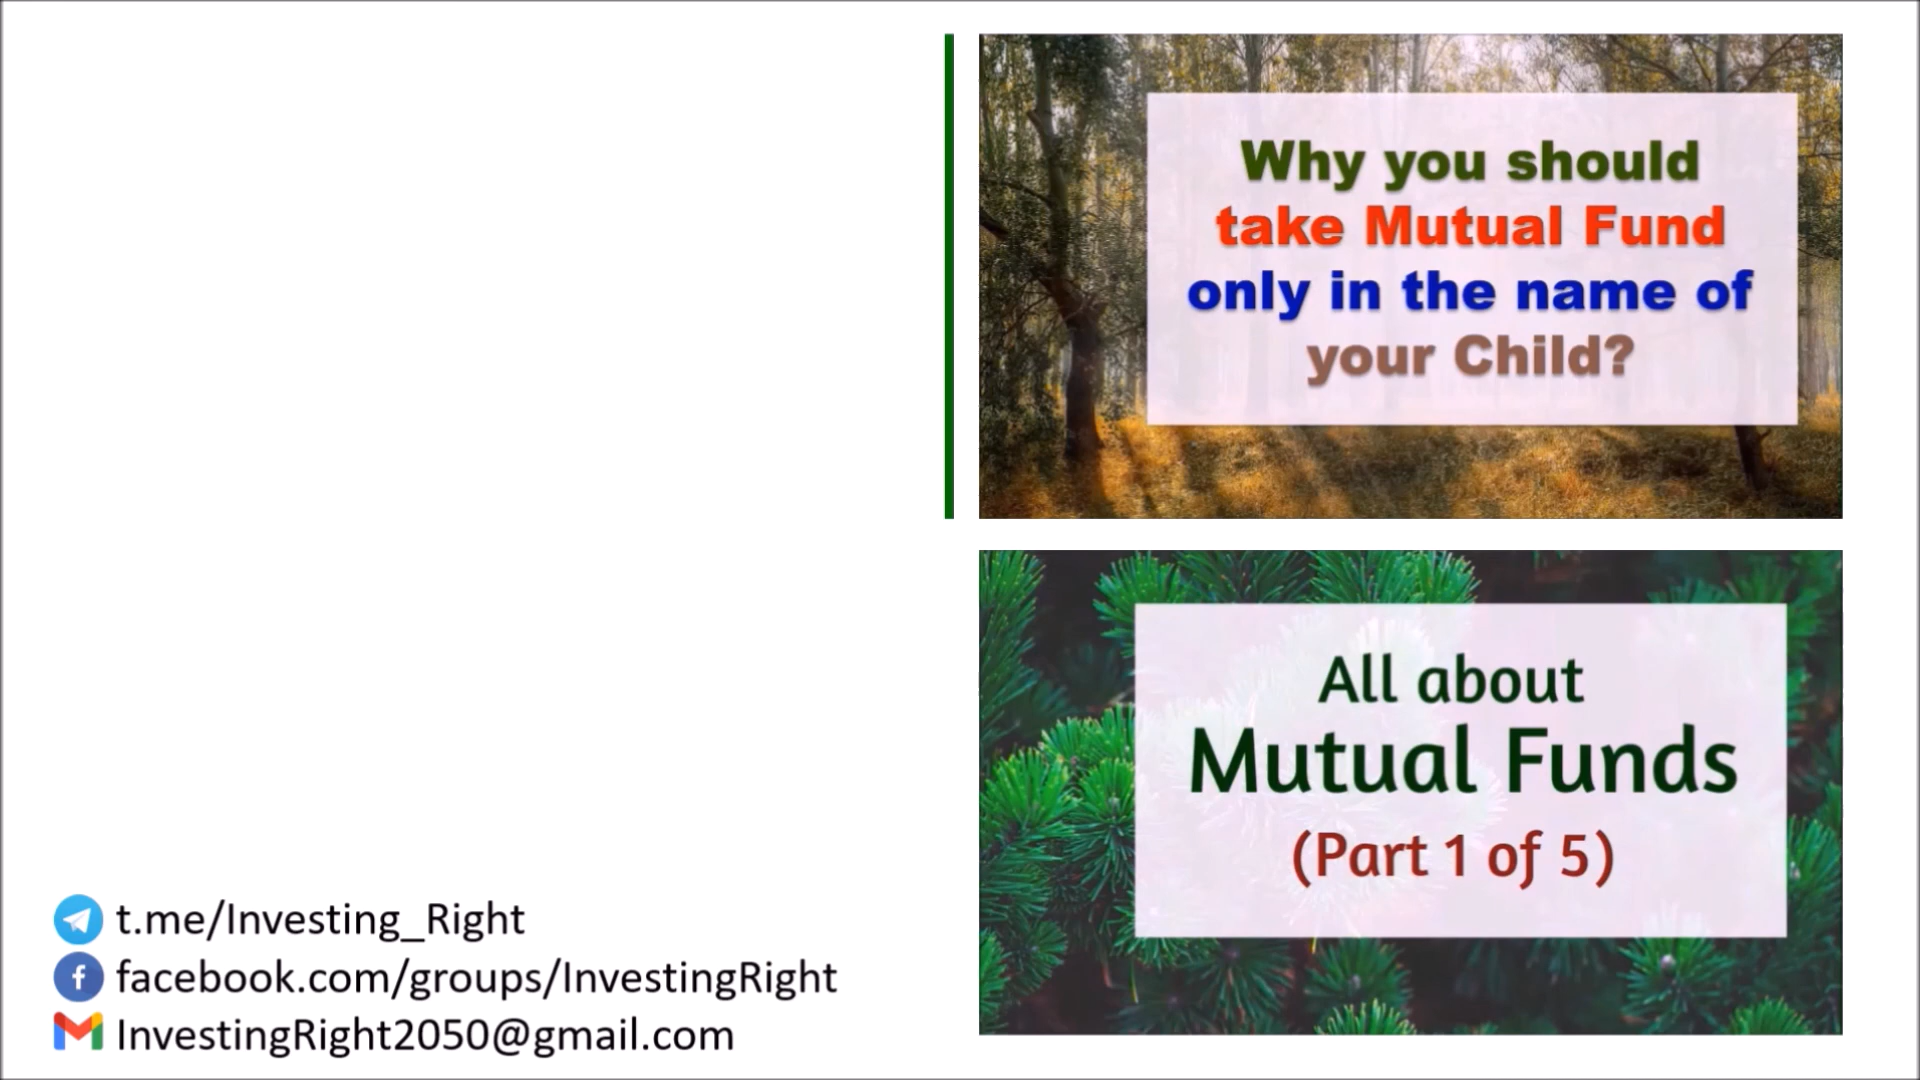 Why you should
take Mutual Fund
only in the name of
your Child?
All about
Mutual Funds
(Part 1 of 5)
t.me/Investing_Right
facebook.com/groups/InvestingRight
InvestingRight2050@gmail.com